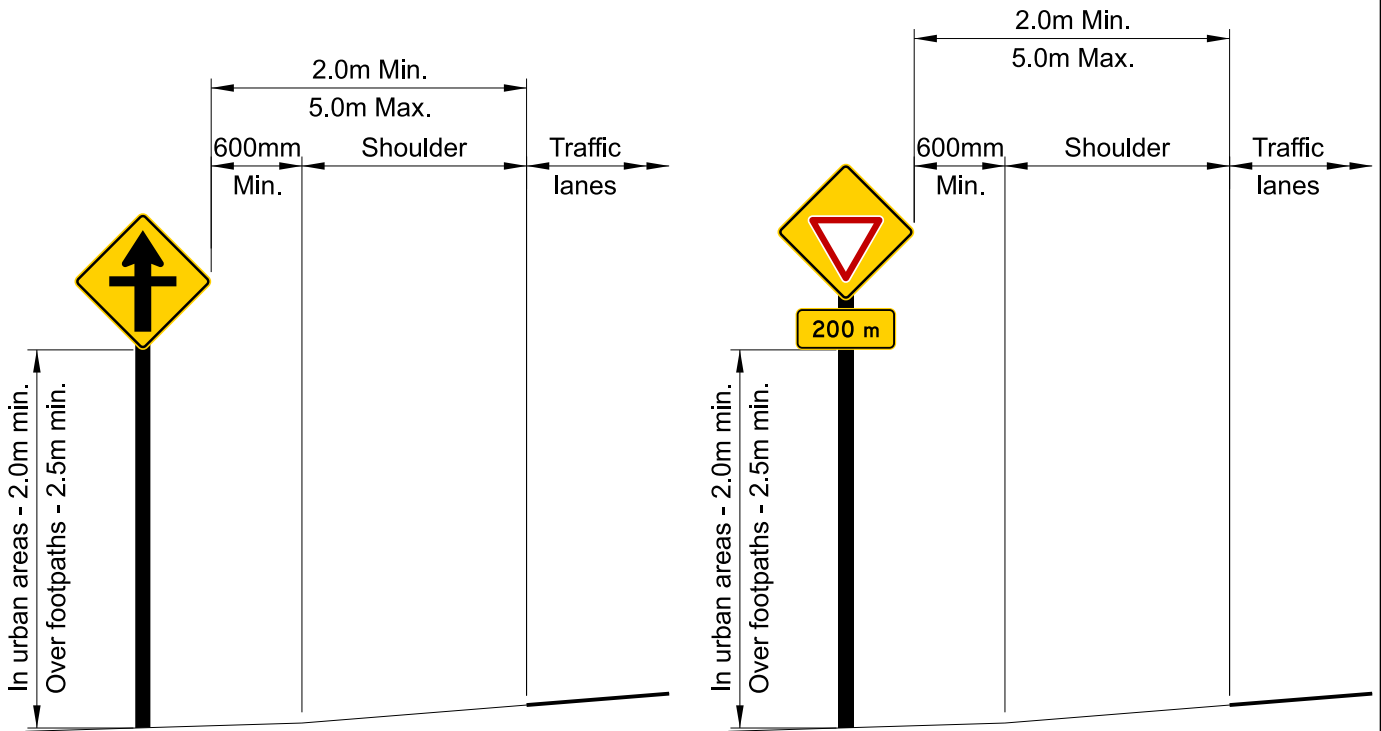 2.0m Min.
5.0m Max.
600mm
Min.
Shoulder
Traffic
lanes
In urban areas - 2.0m min.
Over footpaths - 2.5m min.
2.0m Min.
5.0m Max.
600mm
Min.
Shoulder
Traffic
lanes
200 m
In urban areas - 2.0m min.
Over footpaths - 2.5m min.